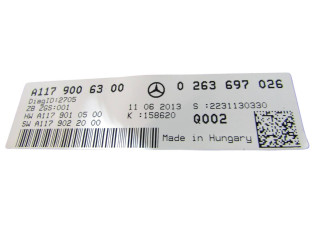 A117 900 63 00 0 263 697 026
DiagID:2705 11 06 2013 S :2231130330
ZB ZGS:001
HW A117 901 05 00 K :158620 Q002
SW A117 902 20 00 Made in Hungary